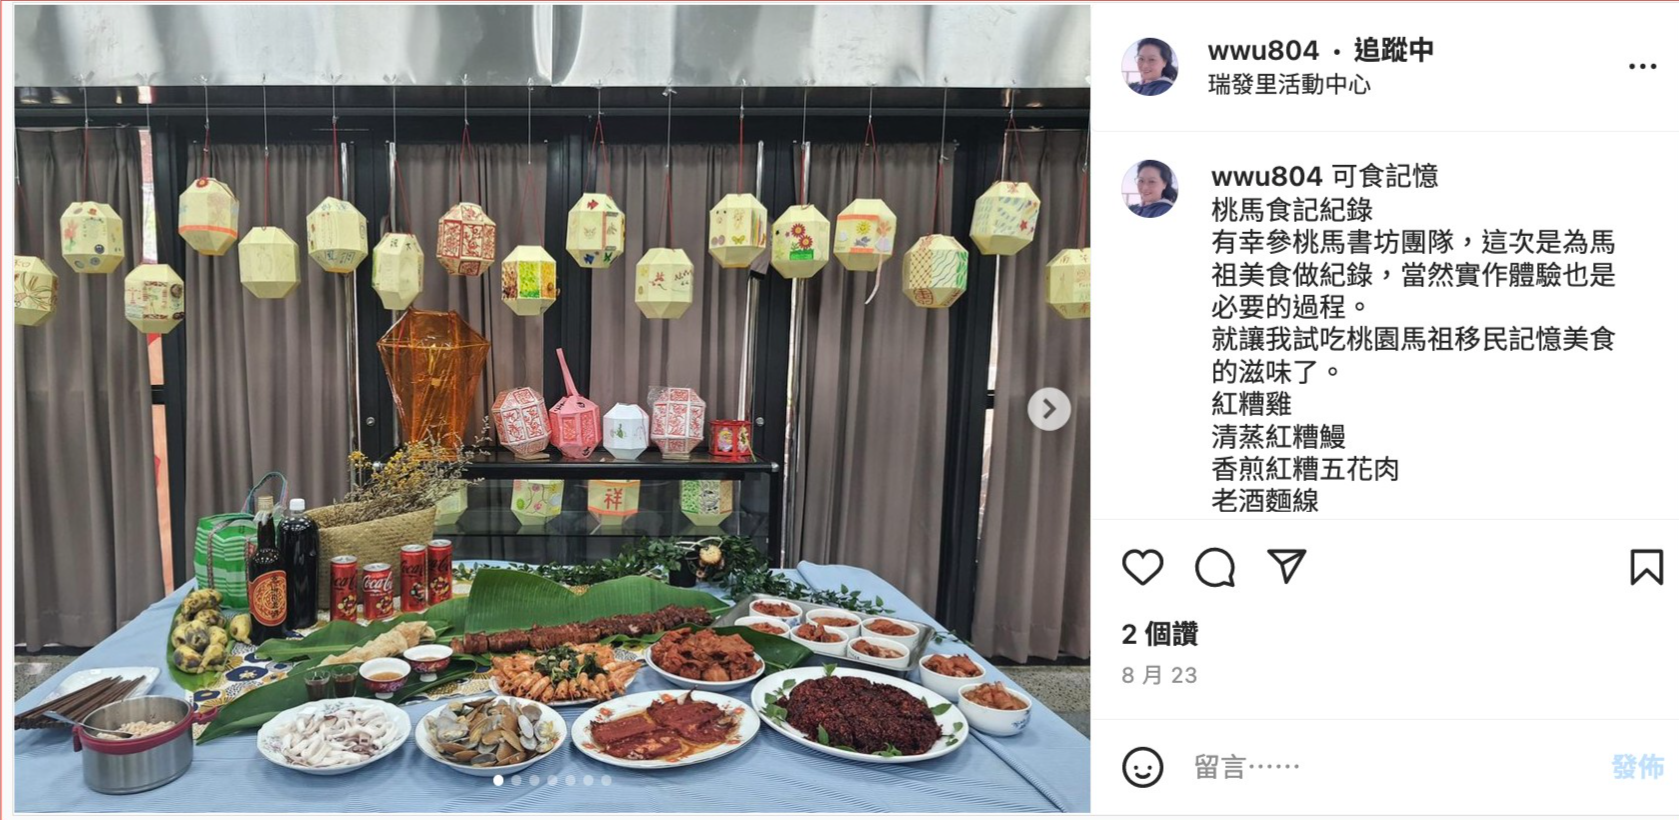 wwu804 • 追蹤中
瑞發里活動中心
wwu804 可食記憶
桃馬食記紀錄
有幸參桃馬書坊團隊，這次是為馬
祖美食做紀錄，當然實作體驗也是
必要的過程。
就讓我試吃桃園馬祖移民記憶美食
的滋味了。
紅糟雞
清蒸紅糟鰻
香煎紅糟五花肉
老酒麵線
2 個讚
8 月 23
留言……
發佈
祥
Coca-Cola